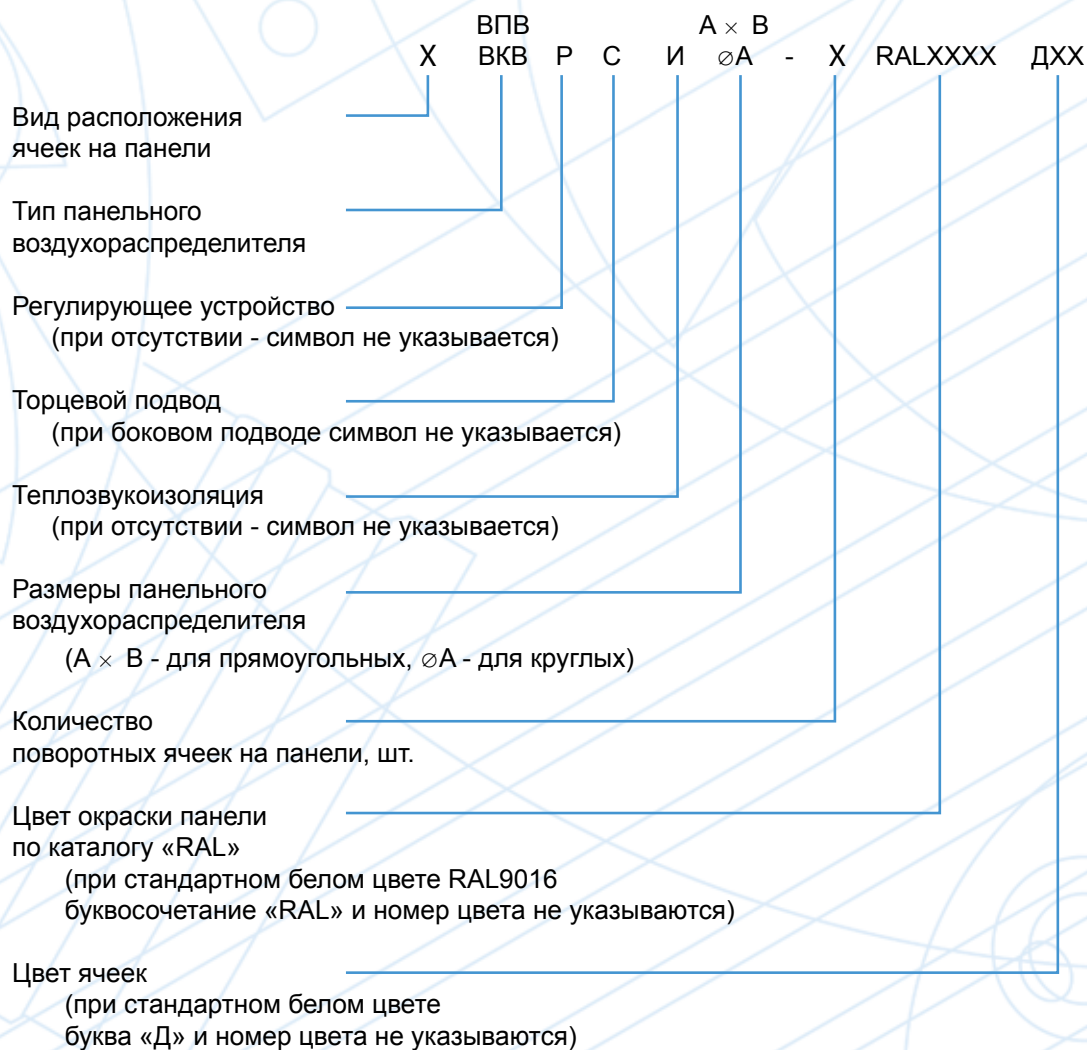 ВПВ А × В
Х ВКВ Р С И ⌀А - Х RALXXXX ДХХ
Вид расположения
ячеек на панели
Тип панельного
воздухораспределителя
Регулирующее устройство
(при отсутствии - символ не указывается)
Торцевой подвод
(при боковом подводе символ не указывается)
Теплозвукоизоляция
(при отсутствии - символ не указывается)
Размеры панельного
воздухораспределителя
(А × В - для прямоугольных, ⌀А - для круглых)
Количество
поворотных ячеек на панели, шт.
Цвет окраски панели
по каталогу «RAL»
(при стандартном белом цвете RAL9016
буквосочетание «RAL» и номер цвета не указываются)
Цвет ячеек
(при стандартном белом цвете
буква «Д» и номер цвета не указываются)